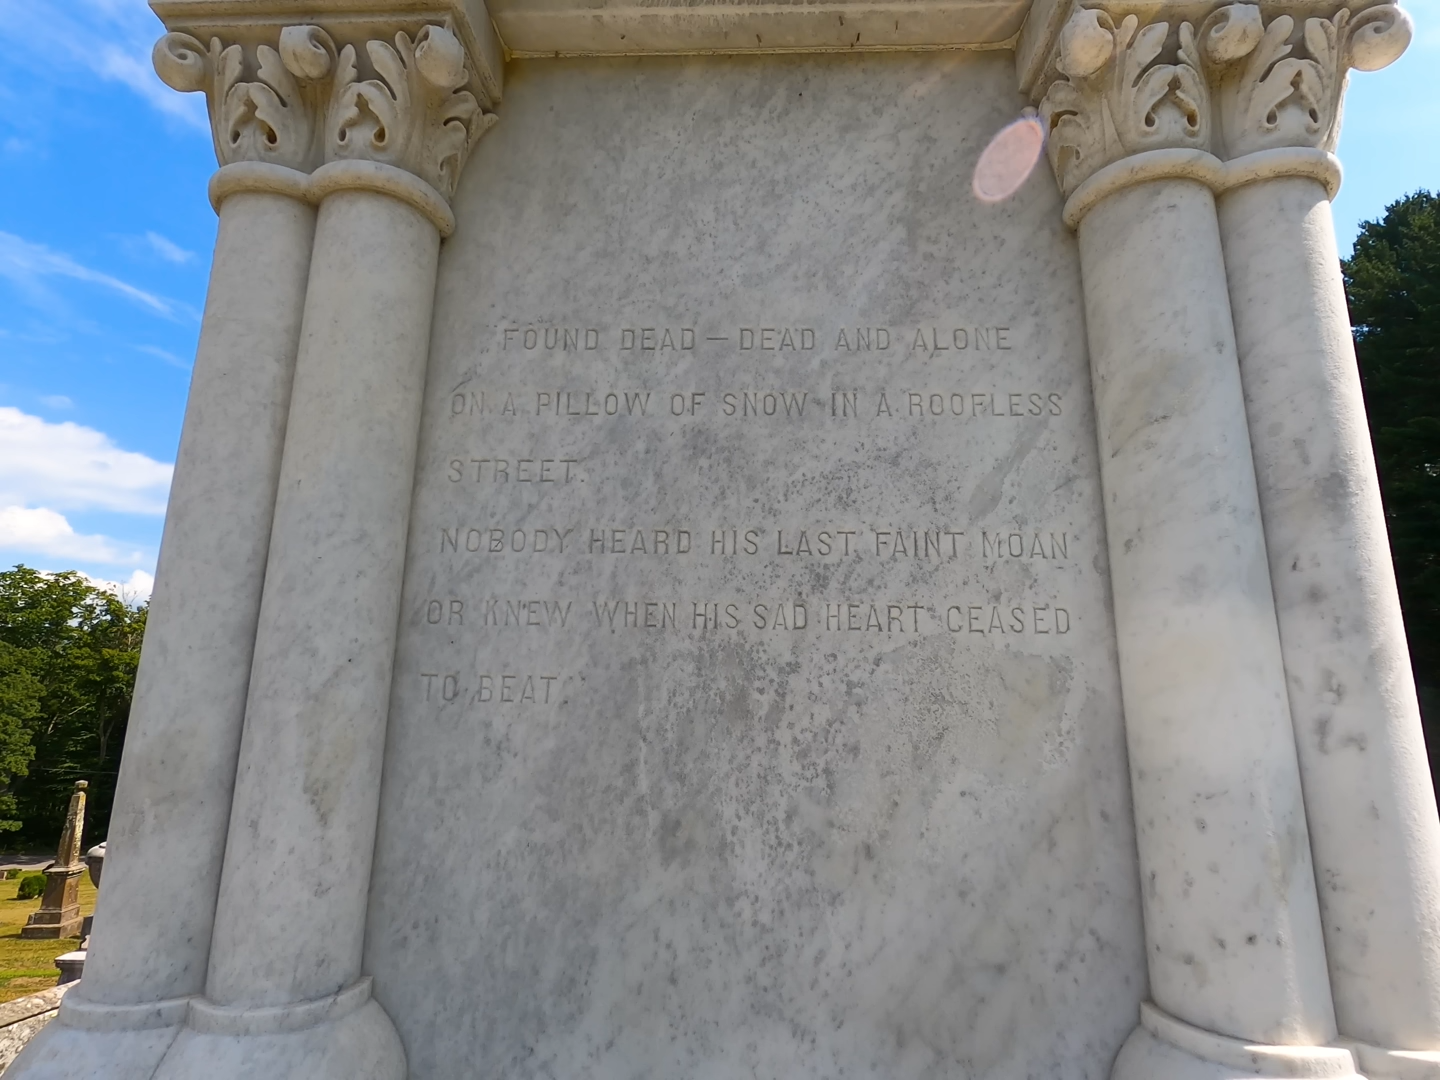 FOUND DEAD — DEAD AND ALONE
ON A PILLOW OF SNOW IN A ROOFLESS
STREET.
NOBODY HEARD HIS LAST FAINT MOAN
OR KNEW WHEN HIS SAD HEART CEASED
TO BEAT.